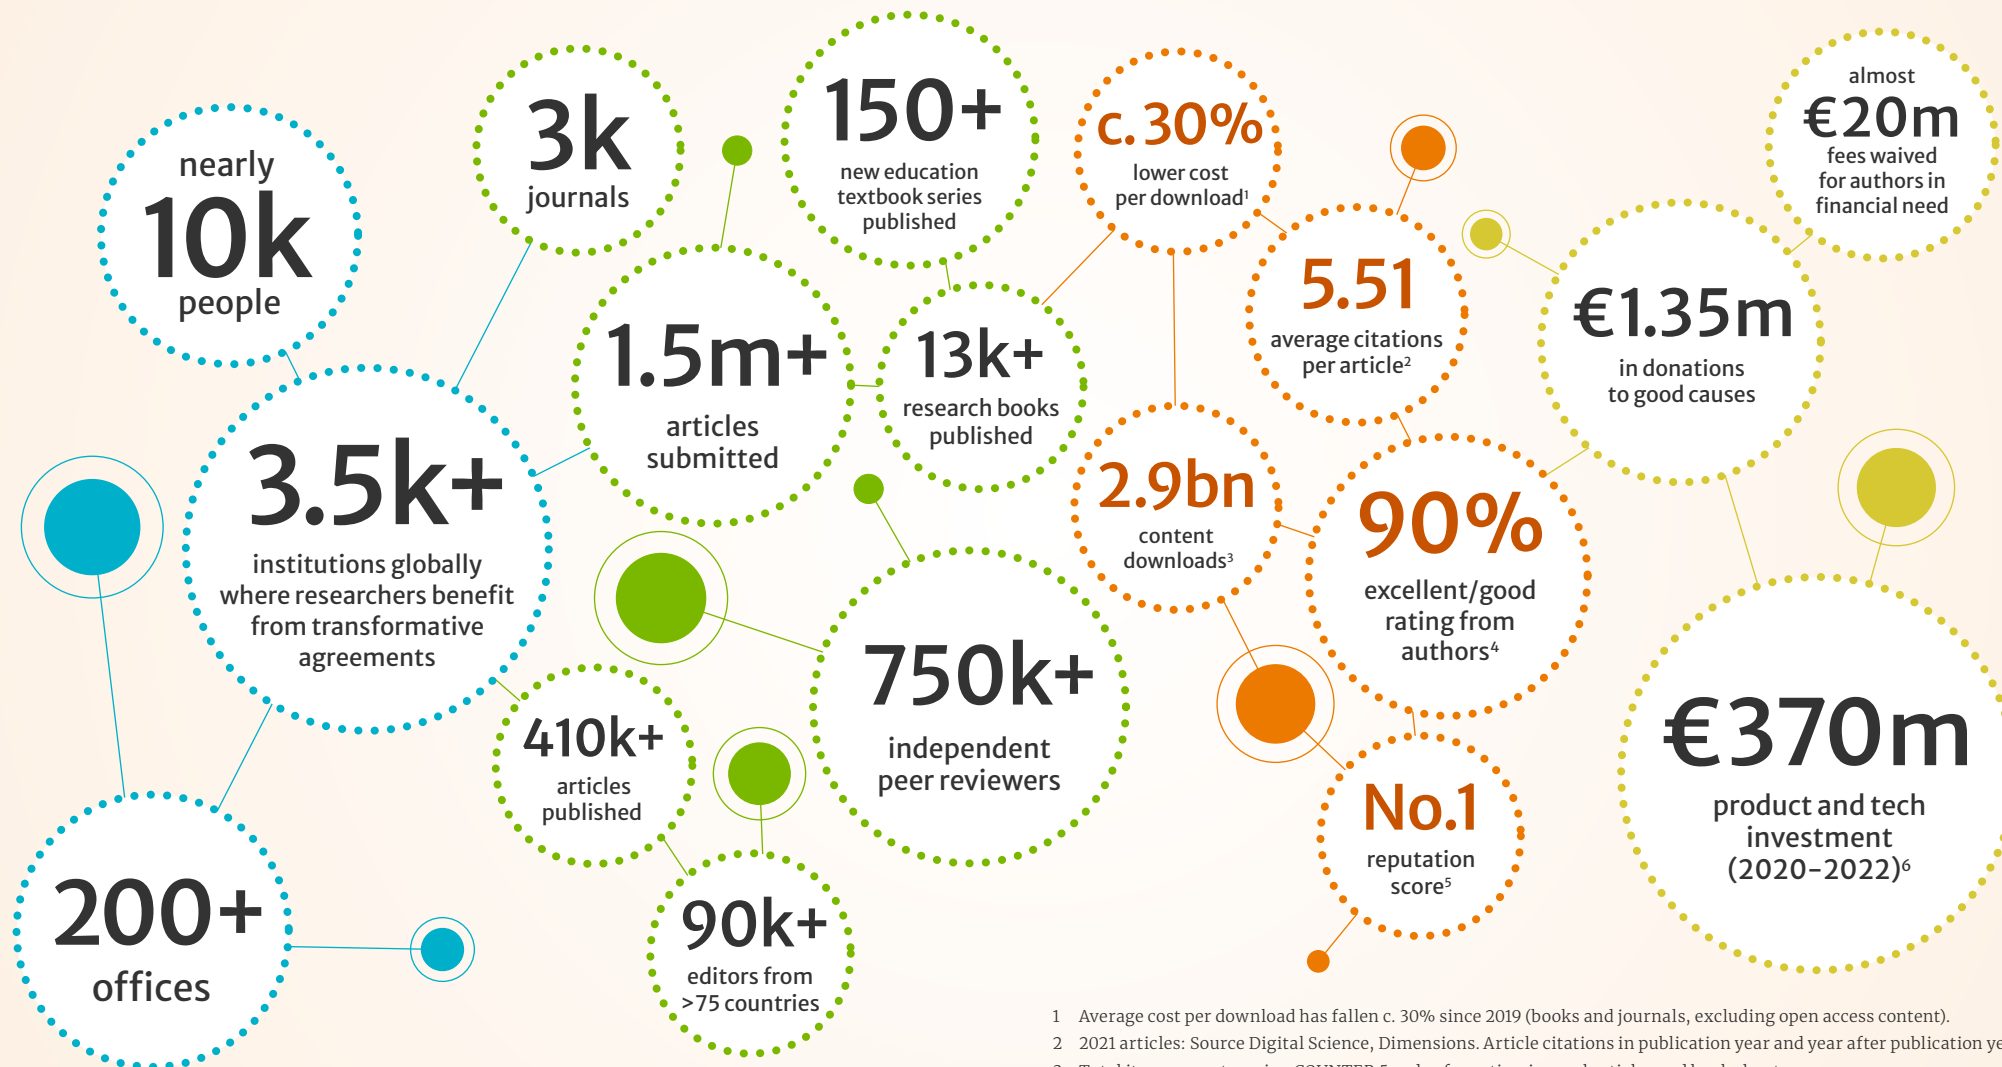 nearly
10k
people
3k
journals
150+
new education
textbook series
published
c. 30%
lower cost
per download¹
almost
€20m
fees waived
for authors in
financial need
3.5k+
institutions globally
where researchers benefit
from transformative
agreements
1.5m+
articles
submitted
13k+
research books
published
5.51
average citations
per article²
€1.35m
in donations
to good causes
2.9bn
content
downloads³
90%
excellent/good
rating from
authors⁴
410k+
articles
published
750k+
independent
peer reviewers
No.1
reputation
score⁵
€370m
product and tech
investment
(2020-2022)⁶
200+
offices
90k+
editors from
>75 countries
1 Average cost per download has fallen c. 30% since 2019 (books and journals, excluding open access content).
2 2021 articles: Source Digital Science, Dimensions. Article citations in publication year and year after publication ye